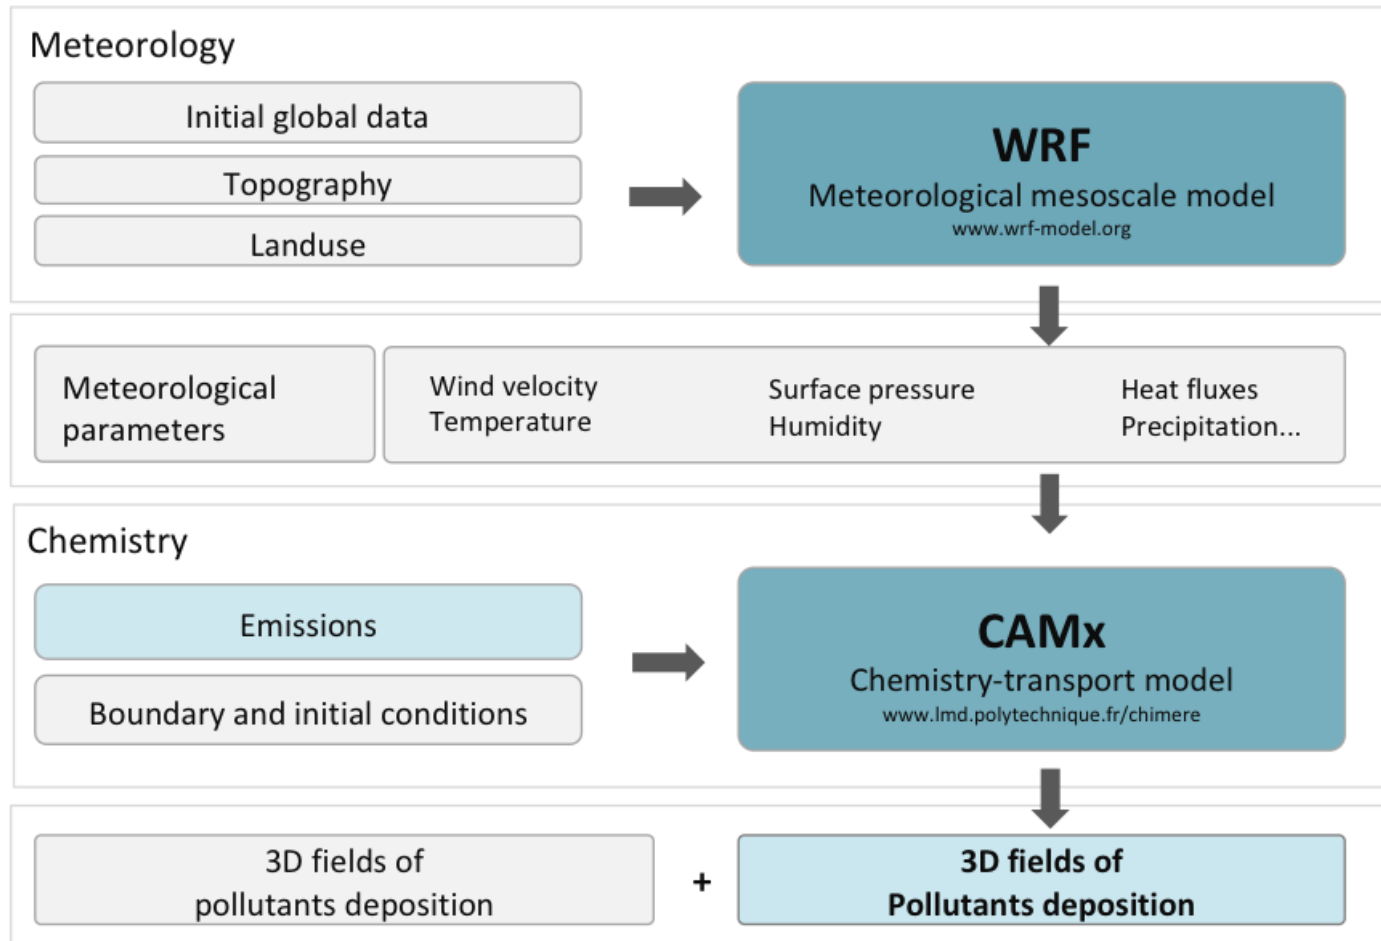 Meteorology
Initial global data
Topography
Landuse
WRF
Meteorological mesoscale model
www.wrf-model.org
Meteorological
parameters
Wind velocity
Temperature
Surface pressure
Humidity
Heat fluxes
Precipitation...
Chemistry
Emissions
Boundary and initial conditions
CAMx
Chemistry-transport model
www.lmd.polytechnique.fr/chimere
3D fields of
pollutants deposition
+
3D fields of
Pollutants deposition